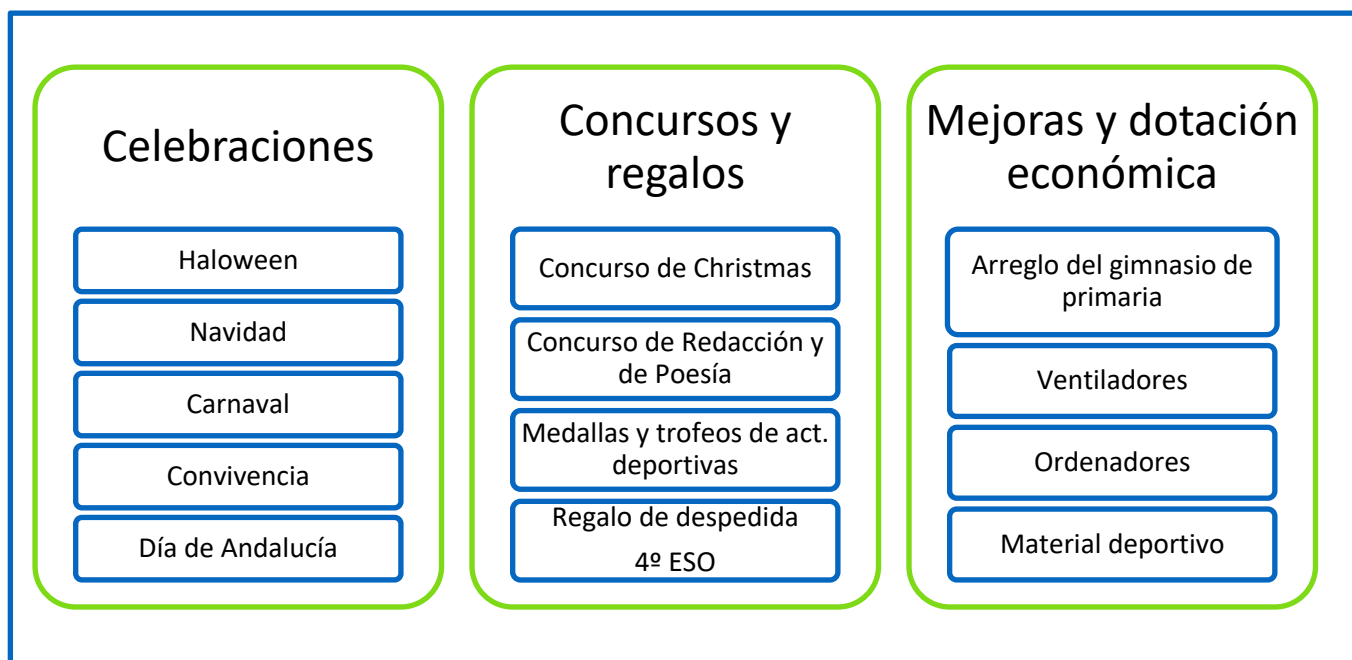 Celebraciones
Haloween
Navidad
Carnaval
Convivencia
Día de Andalucía
Concursos y
regalos
Concurso de Christmas
Concurso de Redacción y
de Poesía
Medallas y trofeos de act.
deportivas
Regalo de despedida
4º ESO
Mejoras y dotación
económica
Arreglo del gimnasio de
primaria
Ventiladores
Ordenadores
Material deportivo